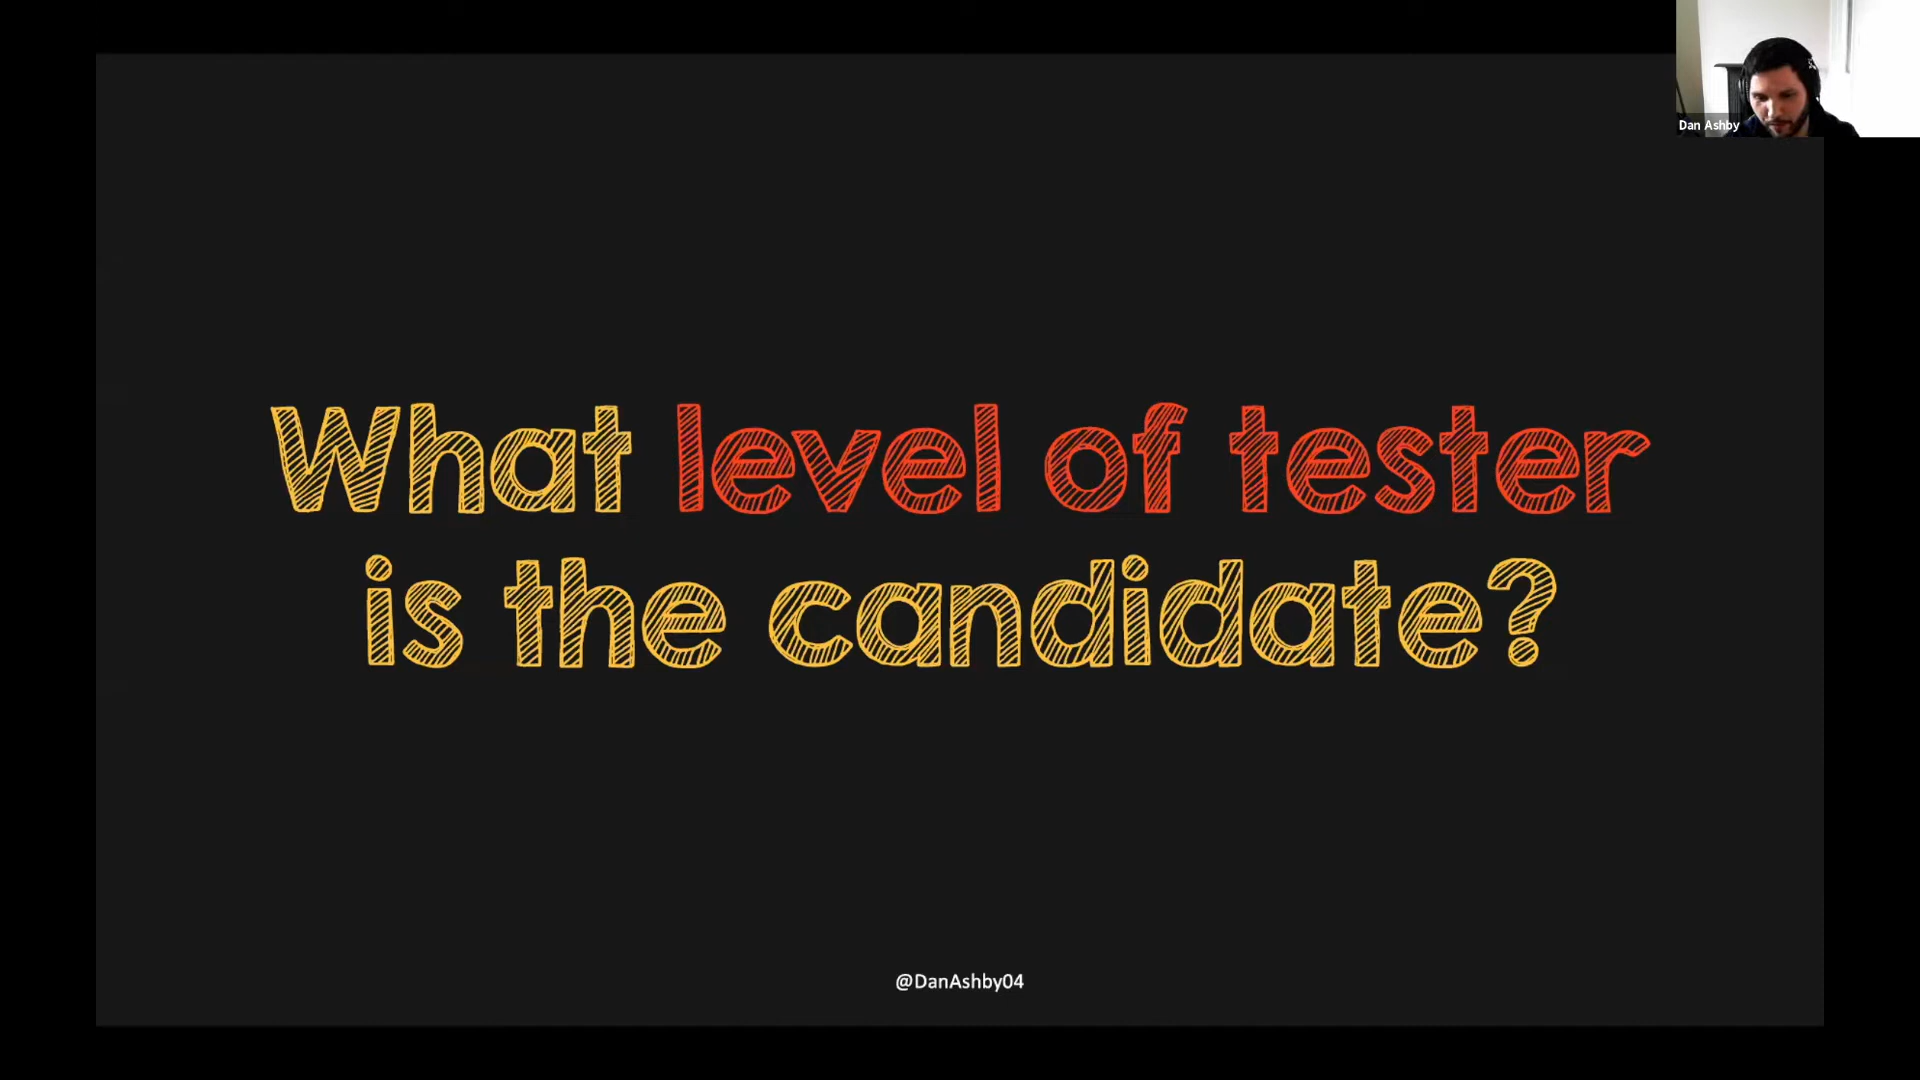 Dan Ashby
What level of tester
is the candidate?
@DanAshby04